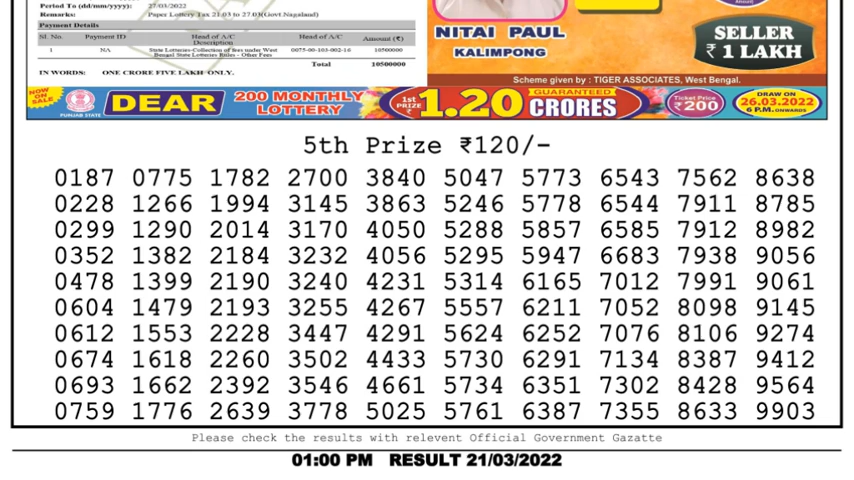 Period To (dd/mm/yyyy): 27/03/2022
Remarks: Paper Lottery Tax 21.03 to 27.03(Govt Nagaland)
Payment Details
Sl. No. Payment ID Head of A/C Description Head of A/C Amount (₹)
1 NA State Lotteries-Collection of fees under West Bengal State Lotteries Rules - Other Fees 0075-00-103-002-16 10500000
Total 10500000
IN WORDS: ONE CRORE FIVE LAKH ONLY.
NITAI PAUL
KALIMPONG
SELLER
₹ 1 LAKH
Scheme given by : TIGER ASSOCIATES, West Bengal.
NOW ON SALE
PUNJAB STATE
DEAR
200 MONTHLY
LOTTERY
1st PRIZE ₹
1.20
GUARANTEED
CRORES
Ticket Price
₹200
DRAW ON
26.03.2022
6 P.M. ONWARDS
5th Prize ₹120/-
0187 0775 1782 2700 3840 5047 5773 6543 7562 8638
0228 1266 1994 3145 3863 5246 5778 6544 7911 8785
0299 1290 2014 3170 4050 5288 5857 6585 7912 8982
0352 1382 2184 3232 4056 5295 5947 6683 7938 9056
0478 1399 2190 3240 4231 5314 6165 7012 7991 9061
0604 1479 2193 3255 4267 5557 6211 7052 8098 9145
0612 1553 2228 3447 4291 5624 6252 7076 8106 9274
0674 1618 2260 3502 4433 5730 6291 7134 8387 9412
0693 1662 2392 3546 4661 5734 6351 7302 8428 9564
0759 1776 2639 3778 5025 5761 6387 7355 8633 9903
Please check the results with relevent Official Government Gazatte
01:00 PM RESULT 21/03/2022